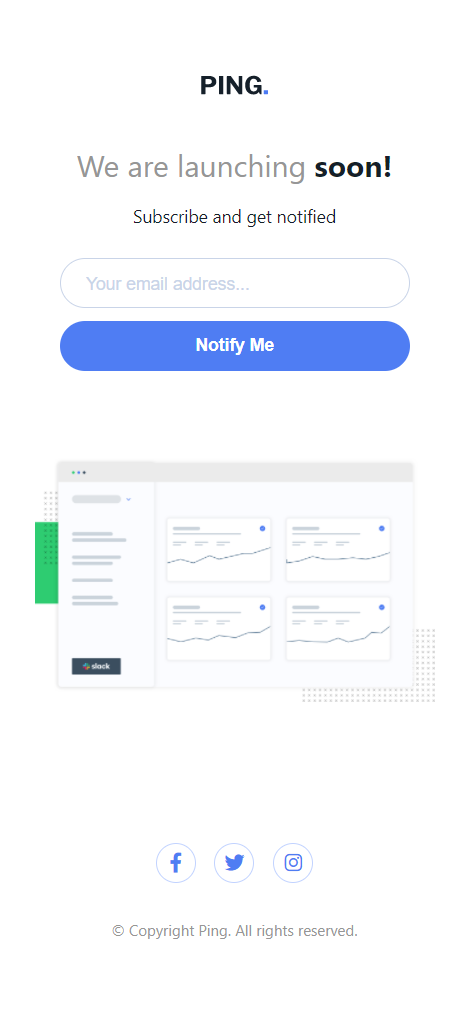 PING.
We are launching soon!
Subscribe and get notified
Your email address...
Notify Me
slack
© Copyright Ping. All rights reserved.